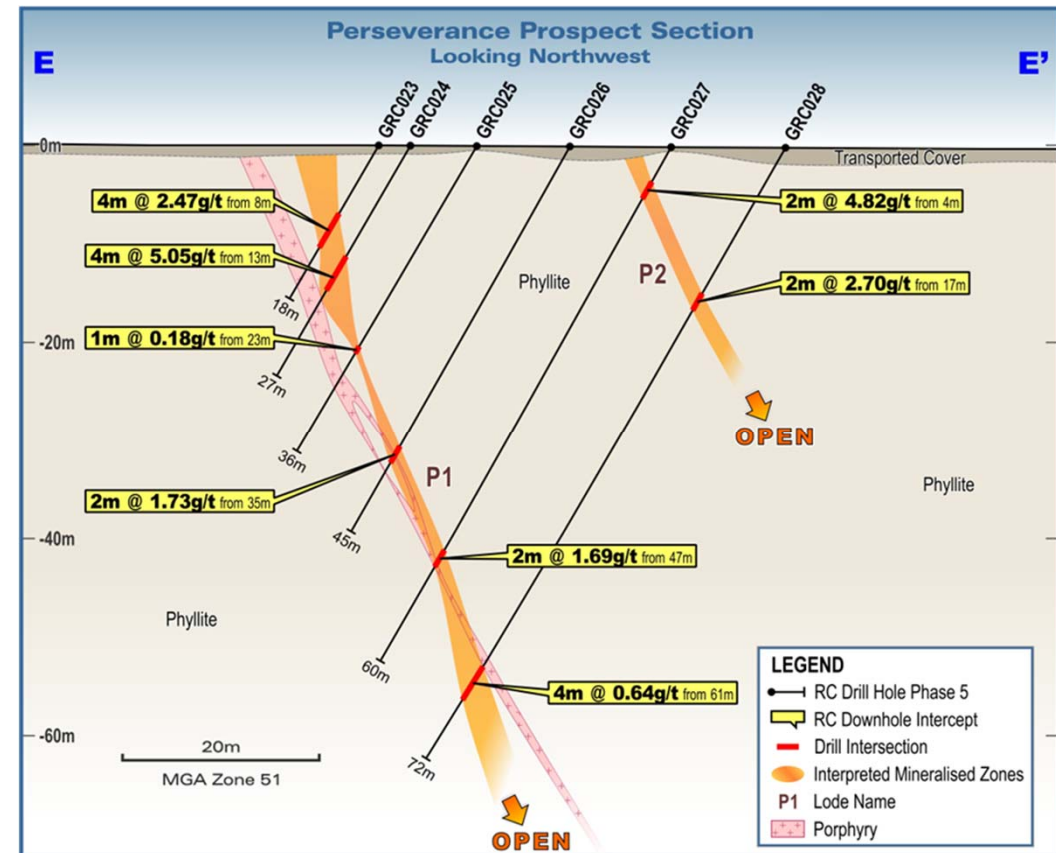 Perseverance Prospect Section
Looking Northwest
E
E'
GRC023
GRC024
GRC025
GRC026
GRC027
GRC028
0m
Transported Cover
4m @ 2.47g/t from 8m
2m @ 4.82g/t from 4m
4m @ 5.05g/t from 13m
P2
Phyllite
2m @ 2.70g/t from 17m
18m
1m @ 0.18g/t from 23m
-20m
27m
OPEN
36m
P1
Phyllite
2m @ 1.73g/t from 35m
45m
-40m
2m @ 1.69g/t from 47m
Phyllite
60m
4m @ 0.64g/t from 61m
-60m
72m
20m
MGA Zone 51
OPEN
LEGEND
RC Drill Hole Phase 5
RC Downhole Intercept
Drill Intersection
Interpreted Mineralised Zones
P1 Lode Name
Porphyry